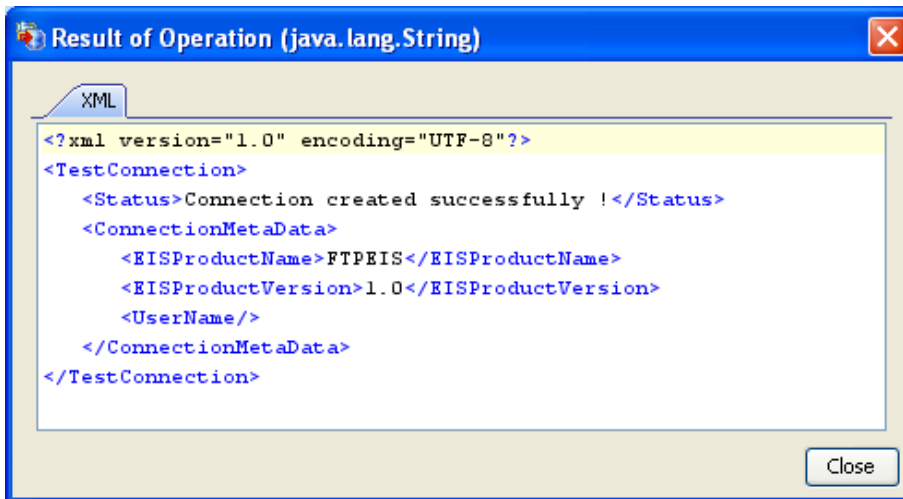 Result of Operation (java.lang.String)
XML
<?xml version="1.0" encoding="UTF-8"?>
<TestConnection>
<Status>Connection created successfully !</Status>
<ConnectionMetaData>
<EISProductName>FTPEIS</EISProductName>
<EISProductVersion>1.0</EISProductVersion>
<UserName/>
</ConnectionMetaData>
</TestConnection>
Close